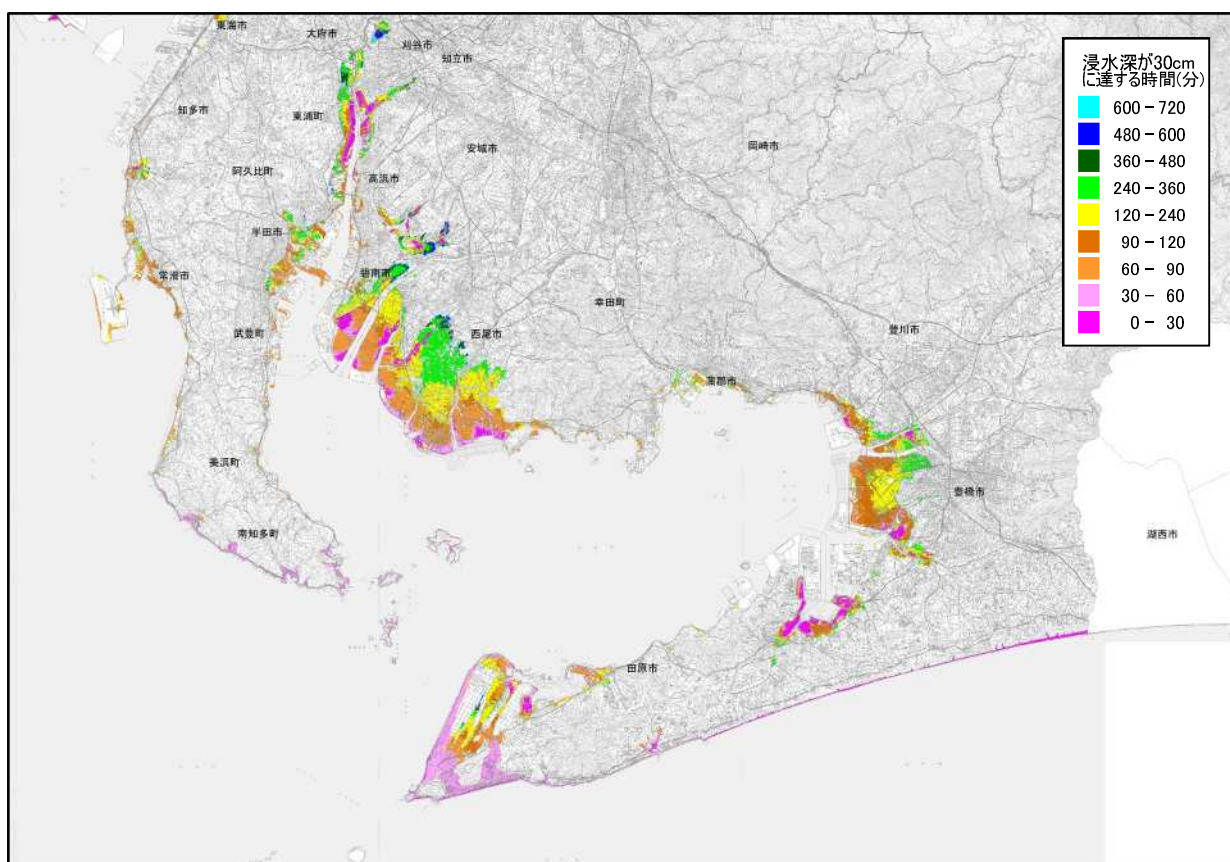 東海市
大府市
刈谷市
知立市
知多市
東浦町
安城市
岡崎市
阿久比町
高浜市
半田市
常滑市
碧南市
幸田町
武豊町
西尾市
豊川市
蒲郡市
美浜町
豊橋市
南知多町
湖西市
田原市
浸水深が30cm
に達する時間(分)
600-720
480-600
360-480
240-360
120-240
90-120
60-90
30-60
0-30